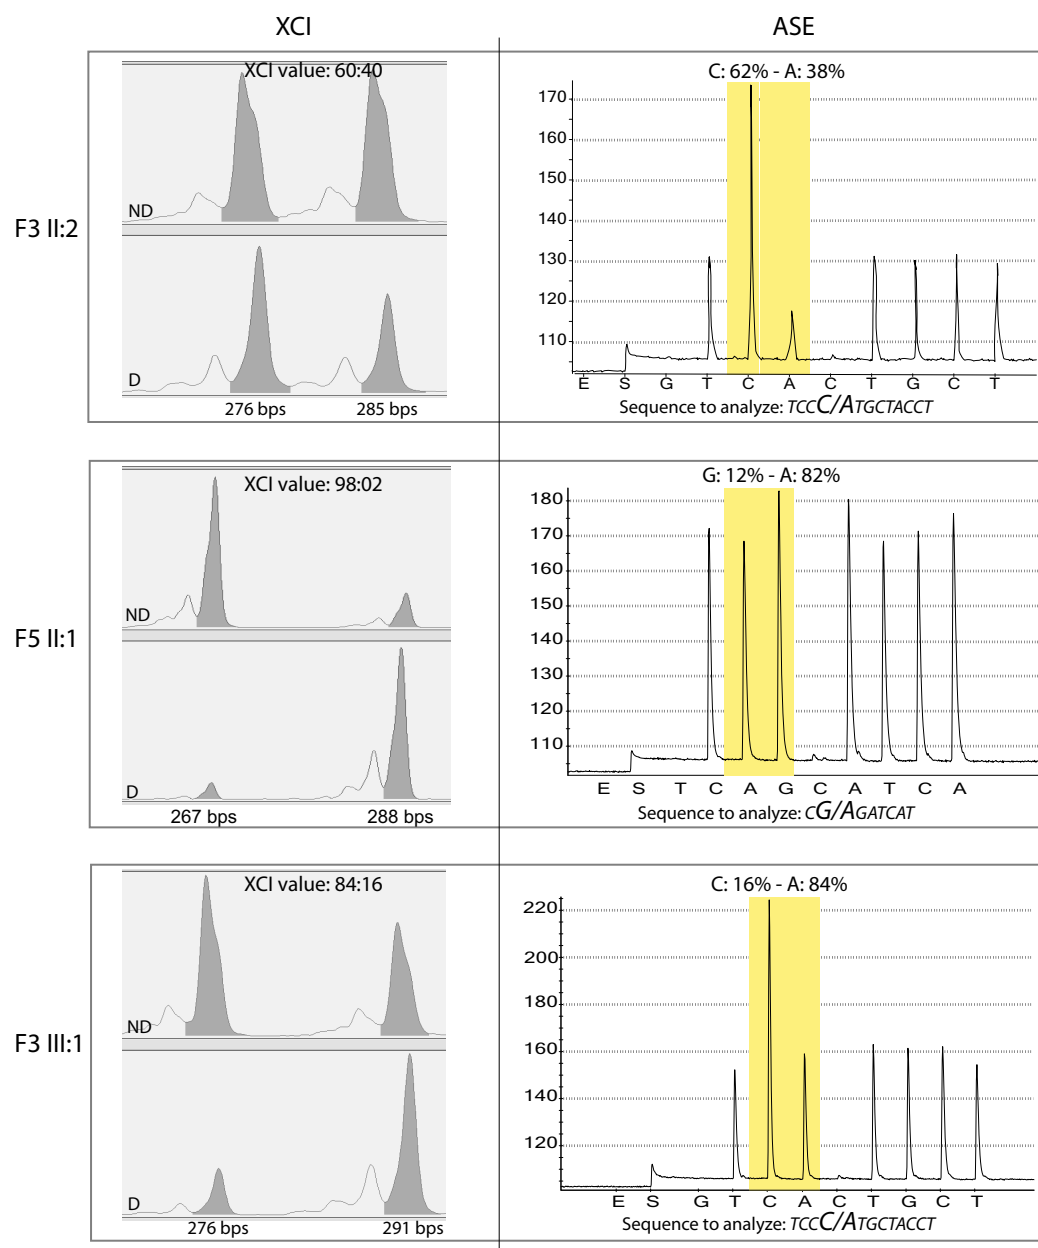 XCI ASE
F3 II:2
XCI value: 60:40
ND
D
276 bps 285 bps
C: 62% - A: 38%
170
160
150
140
130
120
110
E S G T C A C T G C T
Sequence to analyze: TCCC/ATGCTACCT
F5 II:1
XCI value: 98:02
ND
D
267 bps 288 bps
G: 12% - A: 82%
180
170
160
150
140
130
120
110
E S T C A G C A T C A
Sequence to analyze: CG/AGATCAT
F3 III:1
XCI value: 84:16
ND
D
276 bps 291 bps
C: 16% - A: 84%
220
200
180
160
140
120
E S G T C A C T G C T
Sequence to analyze: TCCC/ATGCTACCT